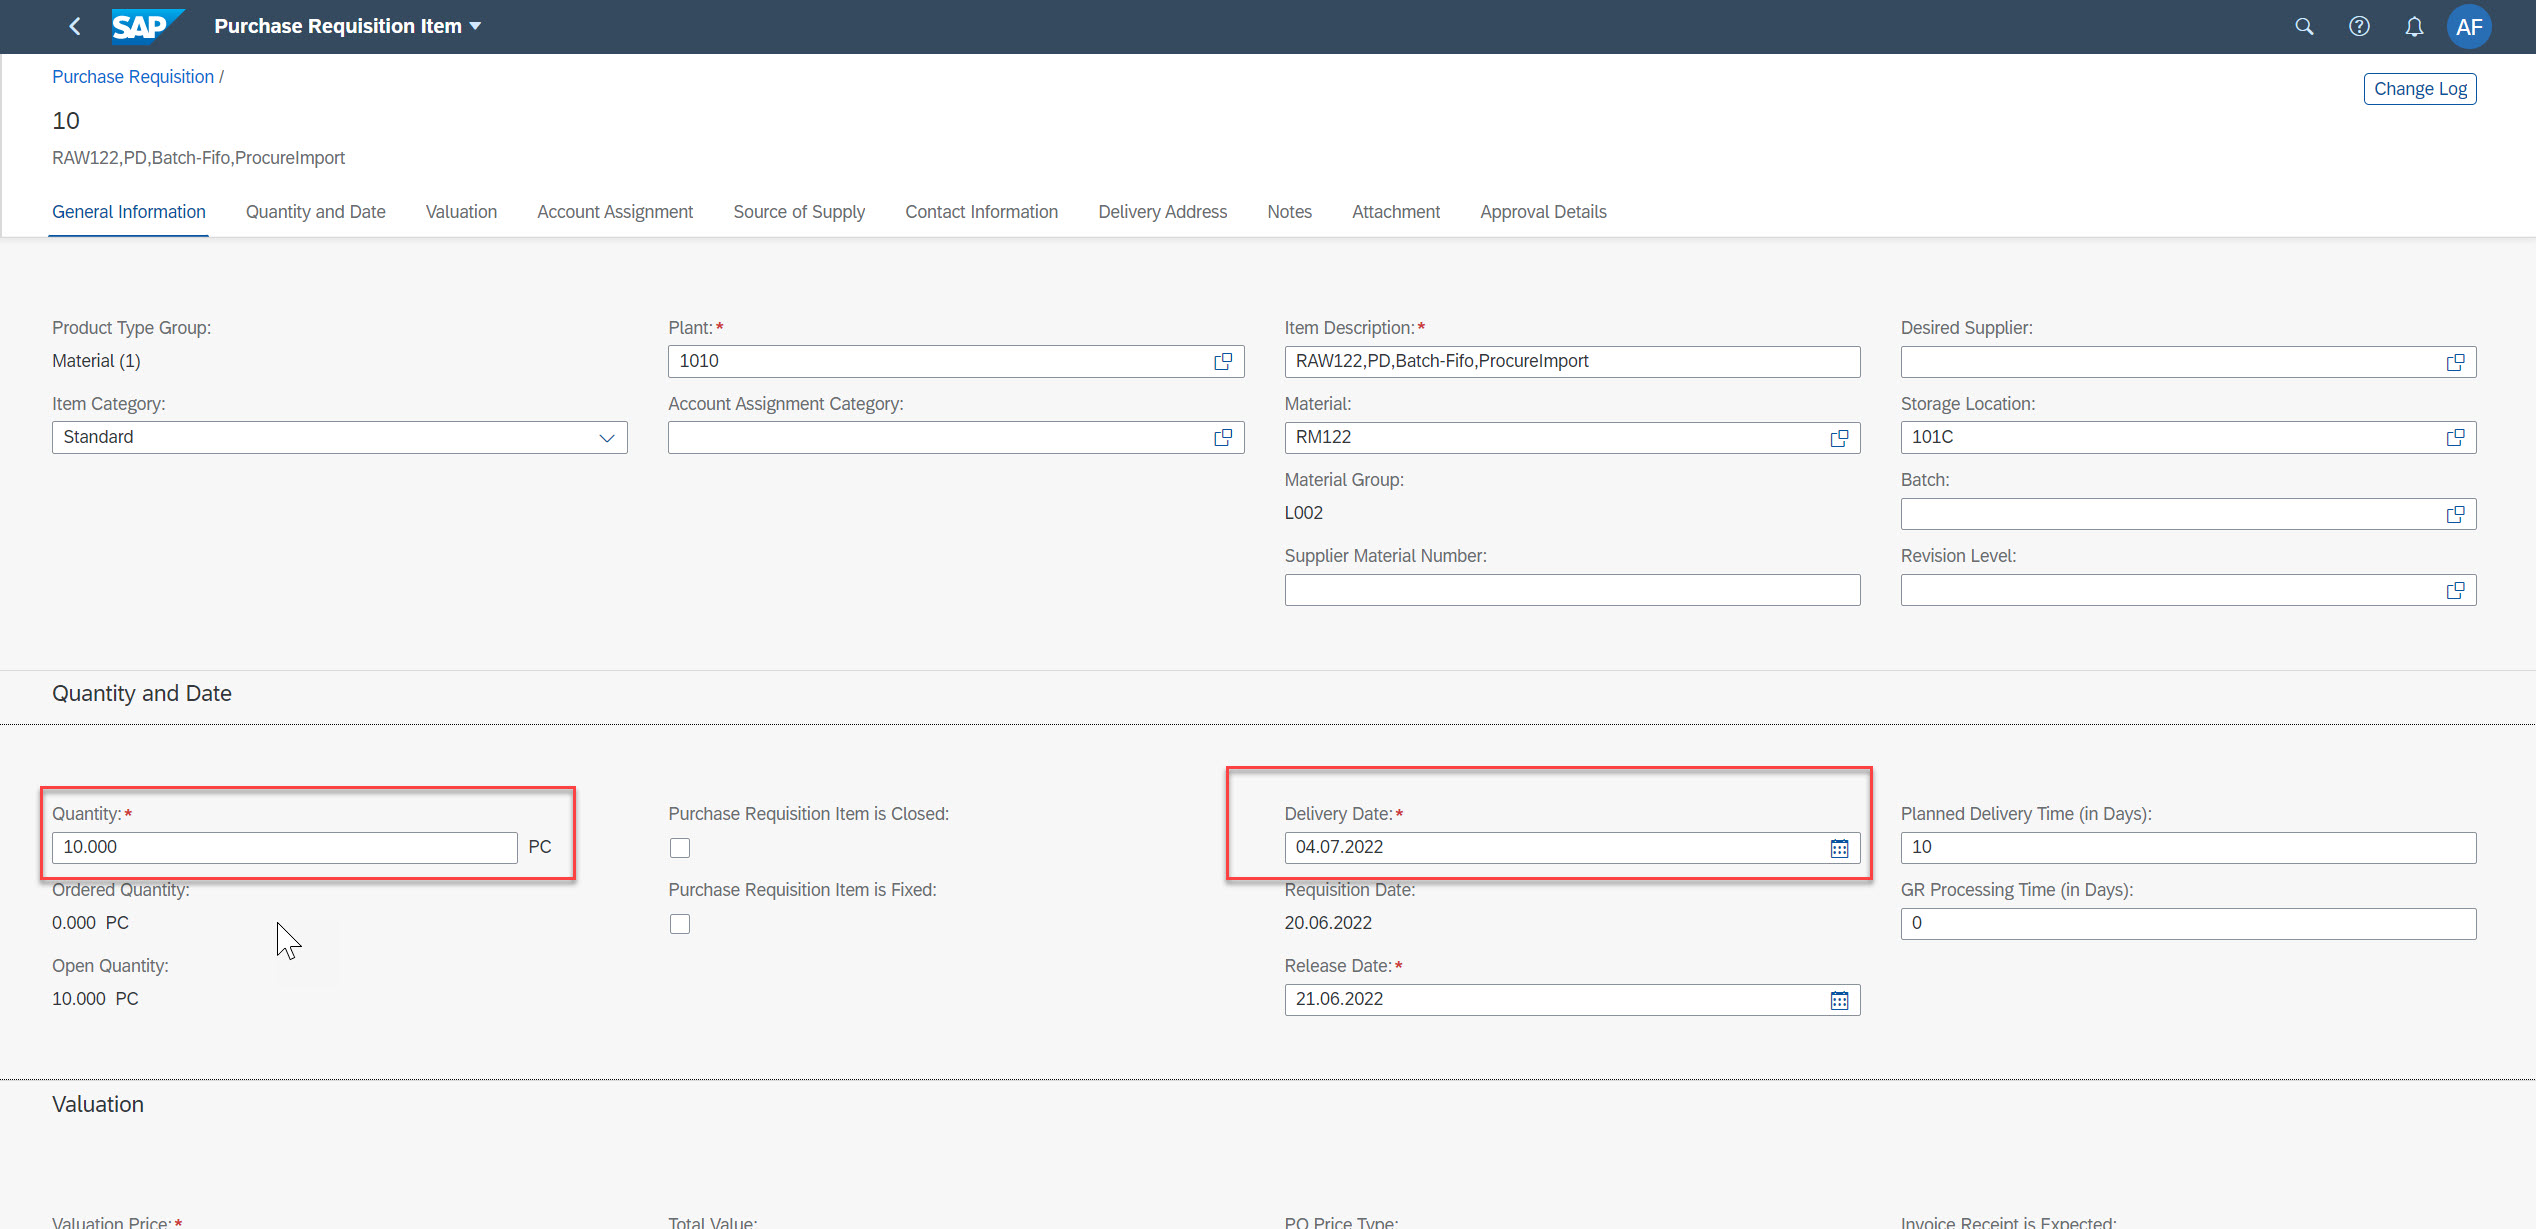 SAP Purchase Requisition Item AF
Purchase Requisition /
Change Log
10
RAW122,PD,Batch-Fifo,ProcureImport
General Information Quantity and Date Valuation Account Assignment Source of Supply Contact Information Delivery Address Notes Attachment Approval Details
Product Type Group: Plant:* Item Description:* Desired Supplier:
Material (1) 1010 RAW122,PD,Batch-Fifo,ProcureImport
Item Category: Account Assignment Category: Material: Storage Location:
Standard RM122 101C
Material Group: Batch:
L002
Supplier Material Number: Revision Level:
Quantity and Date
Quantity:* Purchase Requisition Item is Closed: Delivery Date:* Planned Delivery Time (in Days):
10.000 PC 04.07.2022 10
Ordered Quantity: Purchase Requisition Item is Fixed: Requisition Date: GR Processing Time (in Days):
0.000 PC 20.06.2022 0
Open Quantity: Release Date:*
10.000 PC 21.06.2022
Valuation
Valuation Price:* Total Value: PO Price Type: Invoice Receipt is Expected: